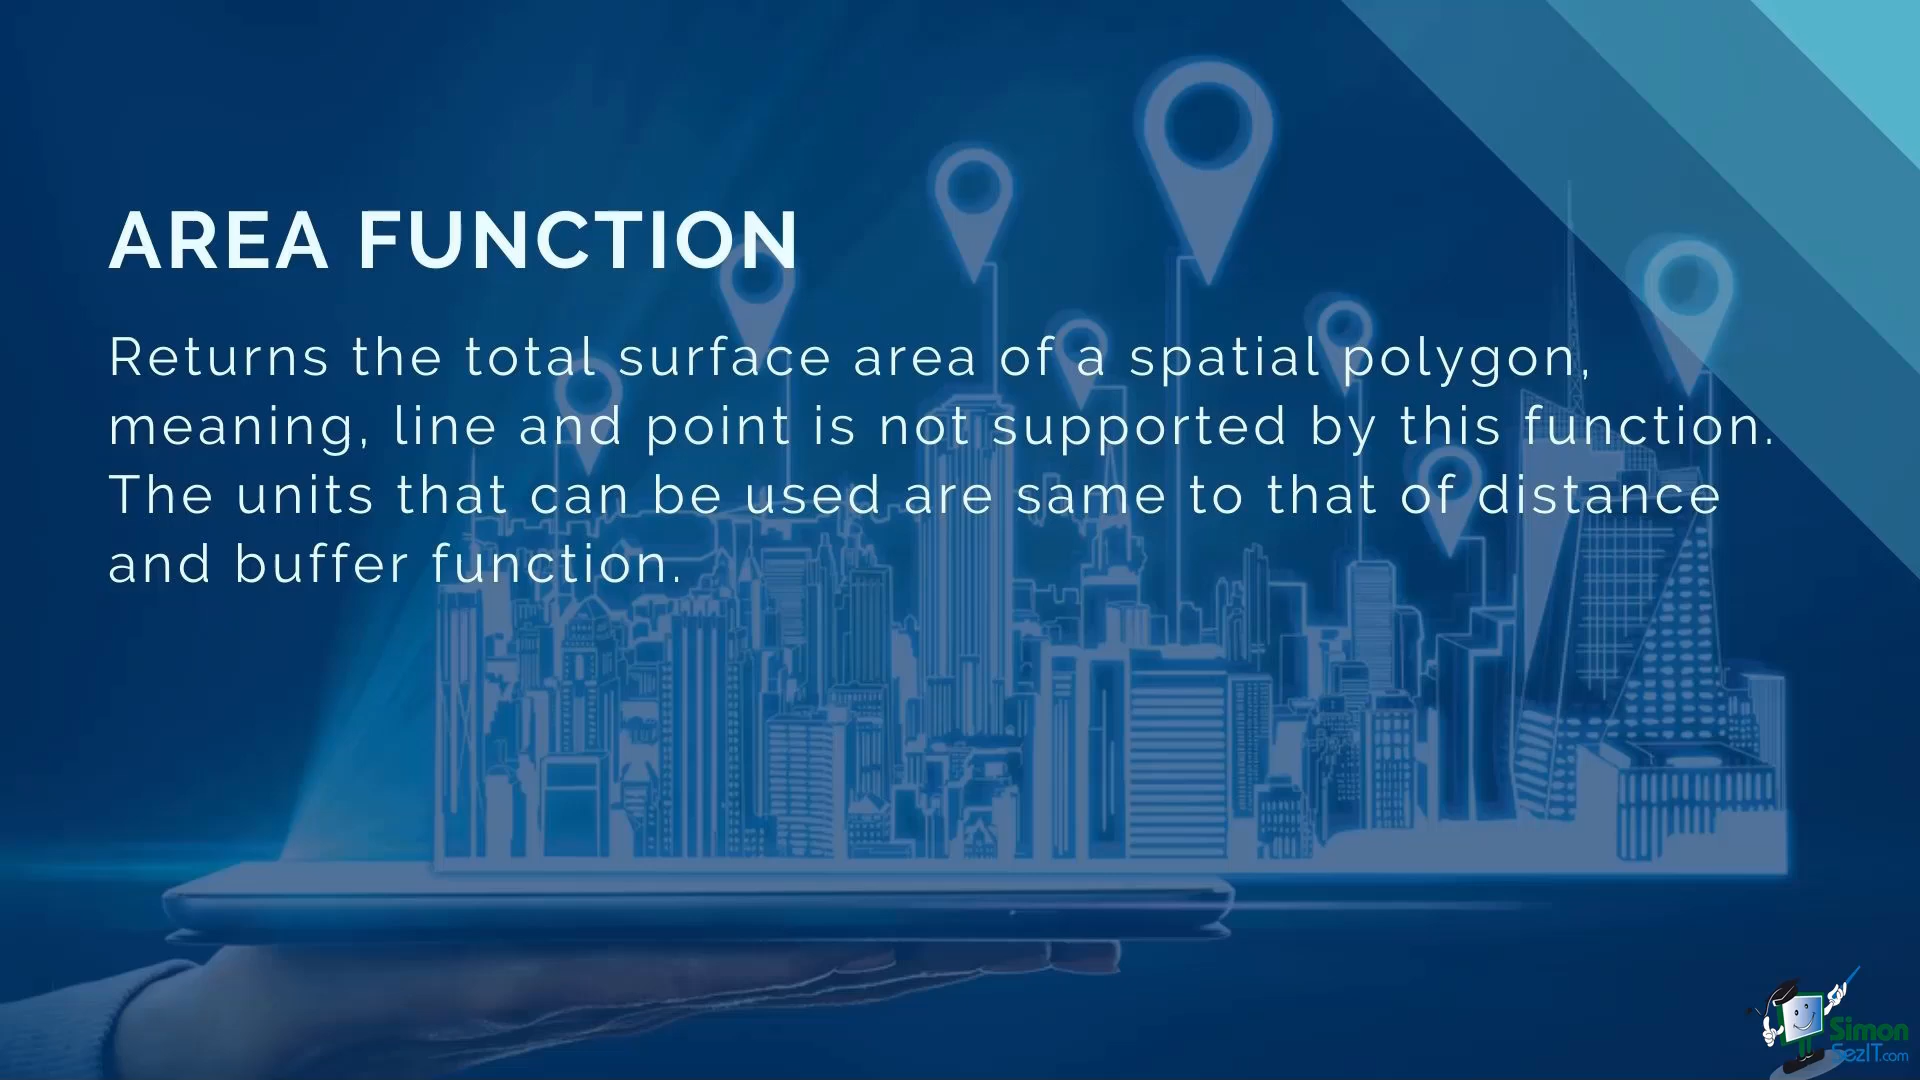 AREA FUNCTION
Returns the total surface area of a spatial polygon,
meaning, line and point is not supported by this function.
The units that can be used are same to that of distance
and buffer function.
Simon
SezIT.com